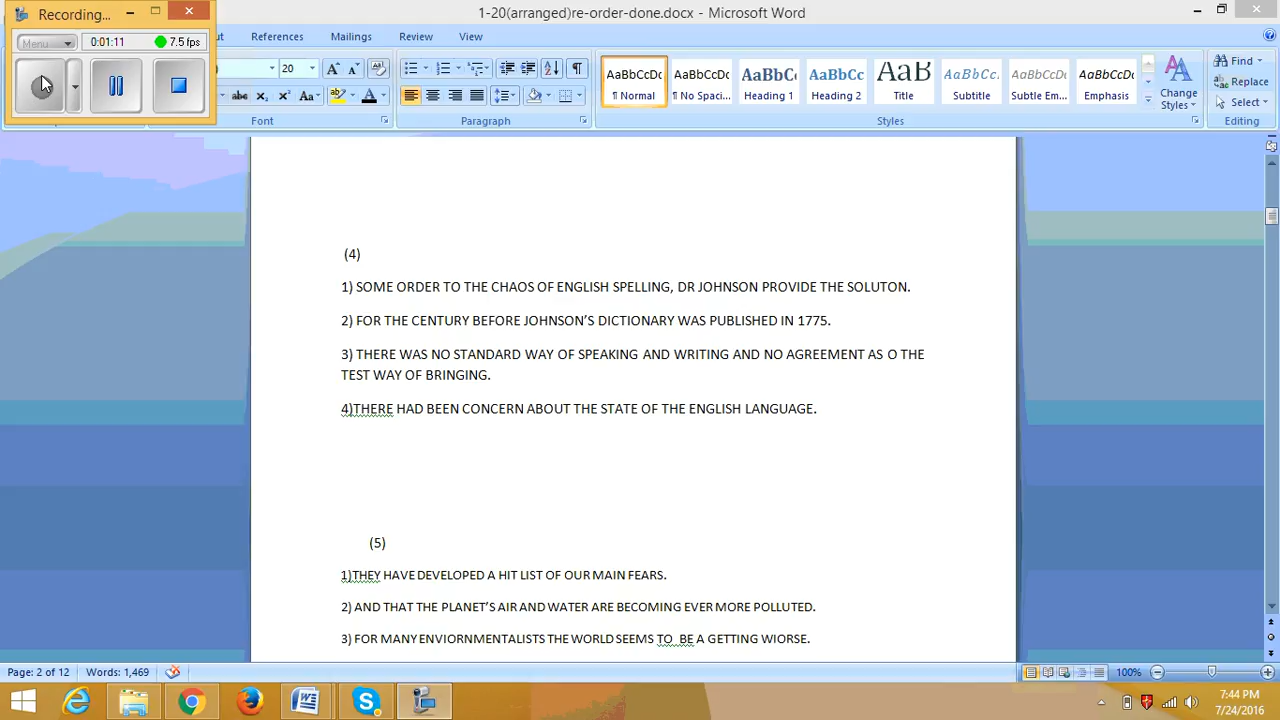 Recording...
1-20(arranged)re-order-done.docx - Microsoft Word
Menu
0:01:11
7.5 fps
References
Mailings
Review
View
20
Aa
abc
AaBbCcDc
AaBbCcDc
AaBbC
AaBbCc
AaB
AaBbCc.
AaBbCcDc
AaBbCcDc
¶ Normal
¶ No Spaci...
Heading 1
Heading 2
Title
Subtitle
Subtle Em...
Emphasis
Change
Styles
Find
Replace
Select
Font
Paragraph
Styles
Editing
(4)
1) SOME ORDER TO THE CHAOS OF ENGLISH SPELLING, DR JOHNSON PROVIDE THE SOLUTON.
2) FOR THE CENTURY BEFORE JOHNSON’S DICTIONARY WAS PUBLISHED IN 1775.
3) THERE WAS NO STANDARD WAY OF SPEAKING AND WRITING AND NO AGREEMENT AS O THE
TEST WAY OF BRINGING.
4)THERE HAD BEEN CONCERN ABOUT THE STATE OF THE ENGLISH LANGUAGE.
(5)
1)THEY HAVE DEVELOPED A HIT LIST OF OUR MAIN FEARS.
2) AND THAT THE PLANET’S AIR AND WATER ARE BECOMING EVER MORE POLLUTED.
3) FOR MANY ENVIORNMENTALISTS THE WORLD SEEMS TO  BE A GETTING WIORSE.
Page: 2 of 12
Words: 1,469
100%
7:44 PM
7/24/2016